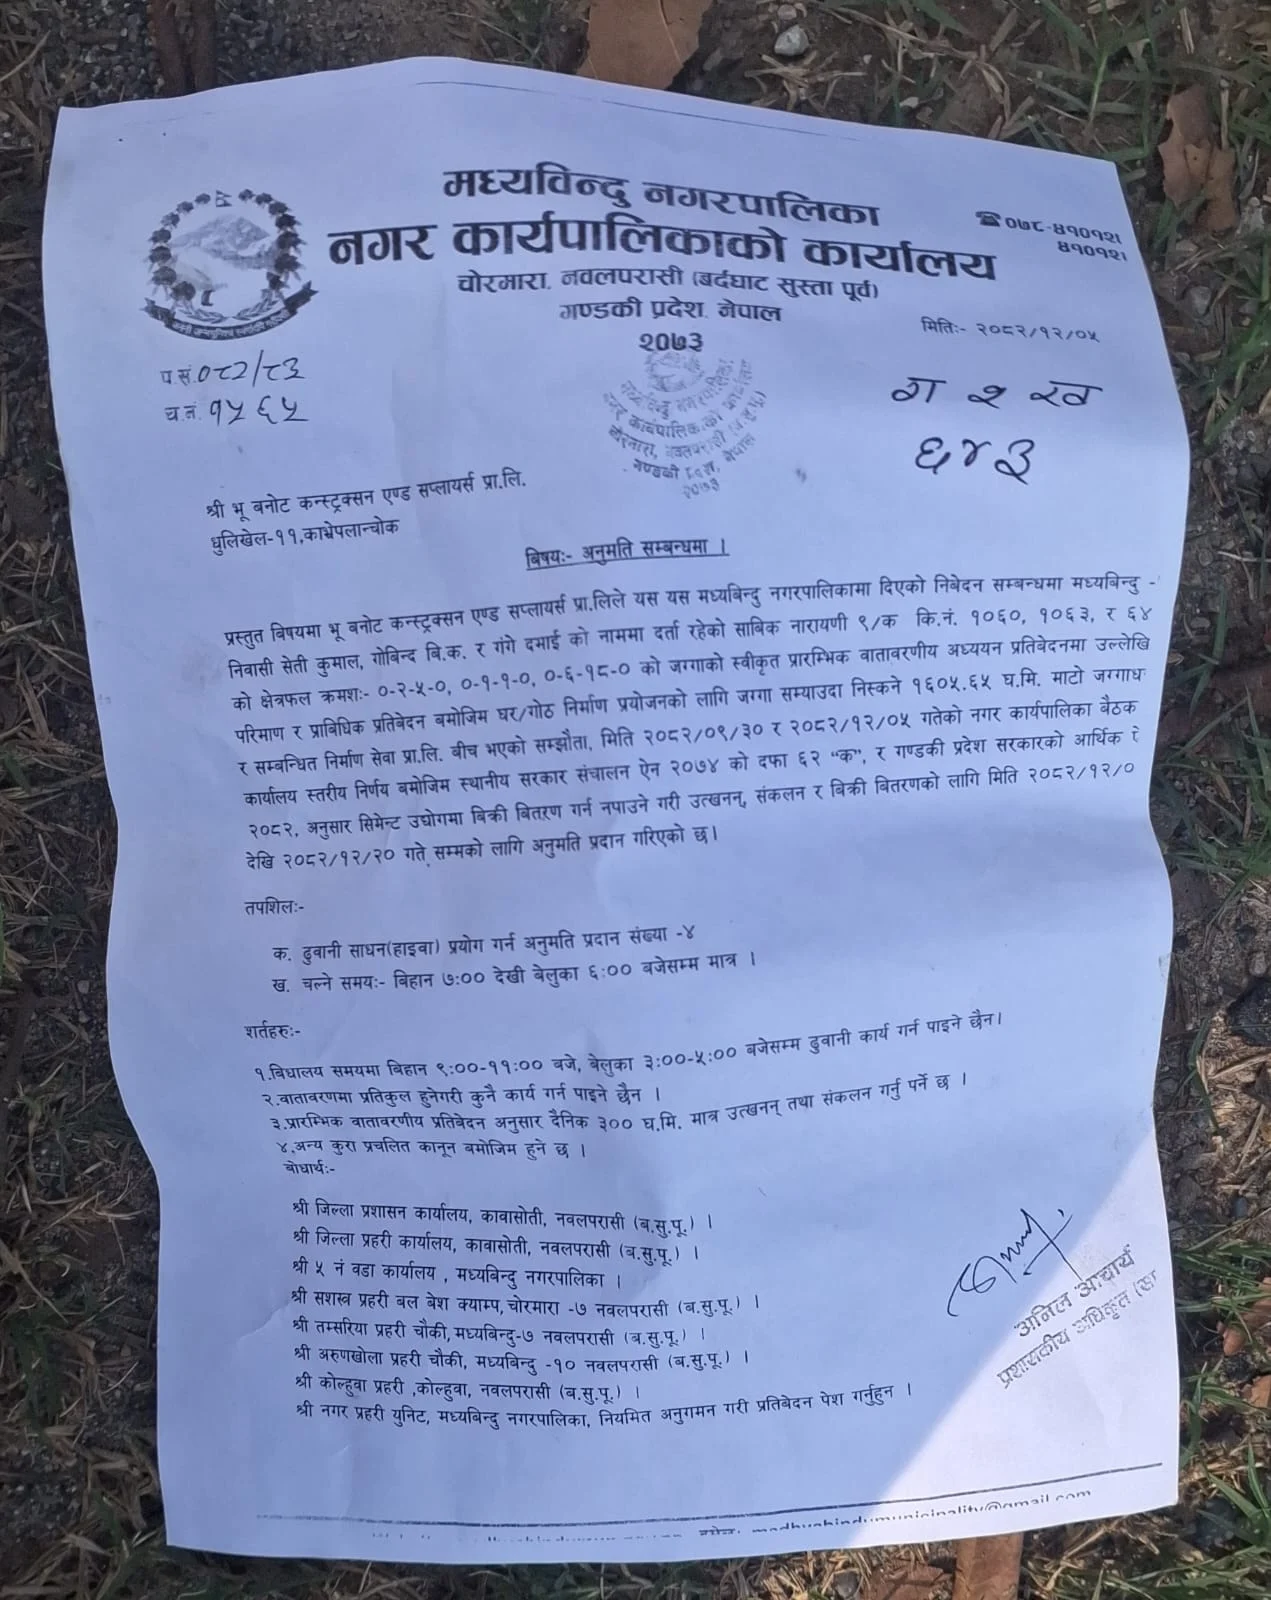 मध्यविन्दु नगरपालिका
नगर कार्यपालिकाको कार्यालय
चोरमारा, नवलपरासी (बर्दघाट सुस्ता पूर्व)
गण्डकी प्रदेश, नेपाल
२०७३
☎०७८-४१०१२१
४१०१२१
मितिः- २०८२/१२/०५
प.सं.०८२/८३
च.नं. १५६५
ग २ ख
६४३
श्री भू बनोट कन्स्ट्रक्सन एण्ड सप्लायर्स प्रा.लि.
धुलिखेल-११,काभ्रेपलान्चोक
विषयः- अनुमति सम्बन्धमा ।
प्रस्तुत विषयमा भू बनोट कन्स्ट्रक्सन एण्ड सप्लायर्स प्रा.लिले यस यस मध्यबिन्दु नगरपालिकामा दिएको निबेदन सम्बन्धमा मध्यबिन्दु -
निवासी सेती कुमाल, गोबिन्द बि.क. र गंगे दमाई को नाममा दर्ता रहेको साबिक नारायणी ९/क कि.नं. १०६०, १०६३, र ६४
को क्षेत्रफल क्रमशः- ०-२-५-०, ०-१-१-०, ०-६-१८-० को जग्गाको स्वीकृत प्रारम्भिक वातावरणीय अध्ययन प्रतिबेदनमा उल्लेखि
परिमाण र प्राबिधिक प्रतिबेदन बमोजिम घर/गोठ निर्माण प्रयोजनको लागि जग्गा सम्याउदा निस्कने १६०५.६५ घ.मि. माटो जग्गाध
र सम्बन्धित निर्माण सेवा प्रा.लि. बीच भएको सम्झौता, मिति २०८२/०९/३० र २०८२/१२/०५ गतेको नगर कार्यपालिका बैठक
कार्यालय स्तरीय निर्णय बमोजिम स्थानीय सरकार संचालन ऐन २०७४ को दफा ६२ "क", र गण्डकी प्रदेश सरकारको आर्थिक ऐ
२०८२, अनुसार सिमेन्ट उद्योगमा बिक्री बितरण गर्न नपाउने गरी उत्खनन्, संकलन र बिक्री बितरणको लागि मिति २०८२/१२/०
देखि २०८२/१२/२० गते सम्मको लागि अनुमति प्रदान गरिएको छ।
तपशिलः-
क. ढुवानी साधन(हाइवा) प्रयोग गर्न अनुमति प्रदान संख्या -४
ख. चल्ने समयः- बिहान ७:०० देखी बेलुका ६:०० बजेसम्म मात्र ।
शर्तहरुः-
१.बिधालय समयमा बिहान ९:००-११:०० बजे, बेलुका ३:००-५:०० बजेसम्म ढुवानी कार्य गर्न पाइने छैन।
२.वातावरणमा प्रतिकुल हुनेगरी कुनै कार्य गर्न पाइने छैन ।
३.प्रारम्भिक वातावरणीय प्रतिबेदन अनुसार दैनिक ३०० घ.मि. मात्र उत्खनन् तथा संकलन गर्नु पर्ने छ ।
४.अन्य कुरा प्रचलित कानून बमोजिम हुने छ ।
बोधार्थः-
श्री जिल्ला प्रशासन कार्यालय, कावासोती, नवलपरासी (ब.सु.पू.) ।
श्री जिल्ला प्रहरी कार्यालय, कावासोती, नवलपरासी (ब.सु.पू.) ।
श्री ५ नं वडा कार्यालय , मध्यबिन्दु नगरपालिका ।
श्री सशस्त्र प्रहरी बल बेश क्याम्प,चोरमारा -७ नवलपरासी (ब.सु.पू.) ।
श्री तम्सरिया प्रहरी चौकी,मध्यबिन्दु-७ नवलपरासी (ब.सु.पू.) ।
श्री अरुणखोला प्रहरी चौकी, मध्यबिन्दु -१० नवलपरासी (ब.सु.पू.) ।
श्री कोल्हुवा प्रहरी ,कोल्हुवा, नवलपरासी (ब.सु.पू.) ।
श्री नगर प्रहरी युनिट, मध्यबिन्दु नगरपालिका, नियमित अनुगमन गरी प्रतिबेदन पेश गर्नुहुन ।
अनिल आचार्य
प्रशासकीय अधिकृत
madhyabindumunicipality@gmail.com